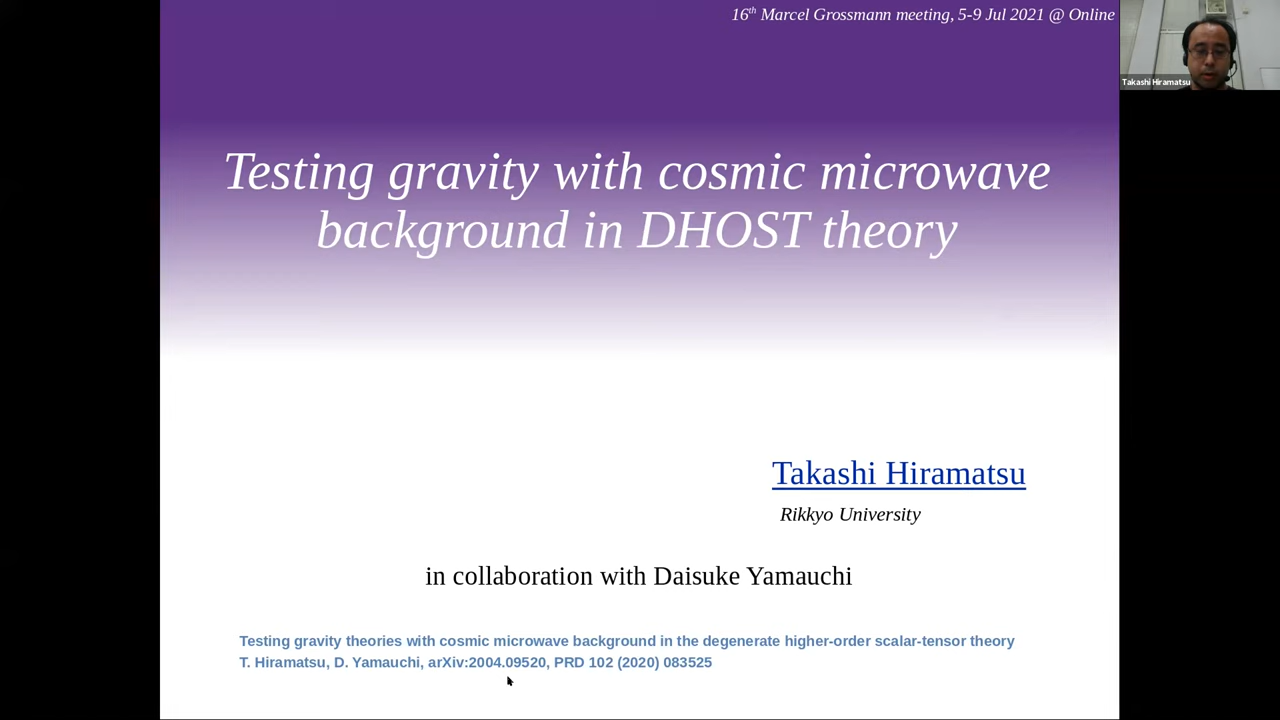 16th Marcel Grossmann meeting, 5-9 Jul 2021 @ Online
Takashi Hiramatsu
Testing gravity with cosmic microwave
background in DHOST theory
Takashi Hiramatsu
Rikkyo University
in collaboration with Daisuke Yamauchi
Testing gravity theories with cosmic microwave background in the degenerate higher-order scalar-tensor theory
T. Hiramatsu, D. Yamauchi, arXiv:2004.09520, PRD 102 (2020) 083525